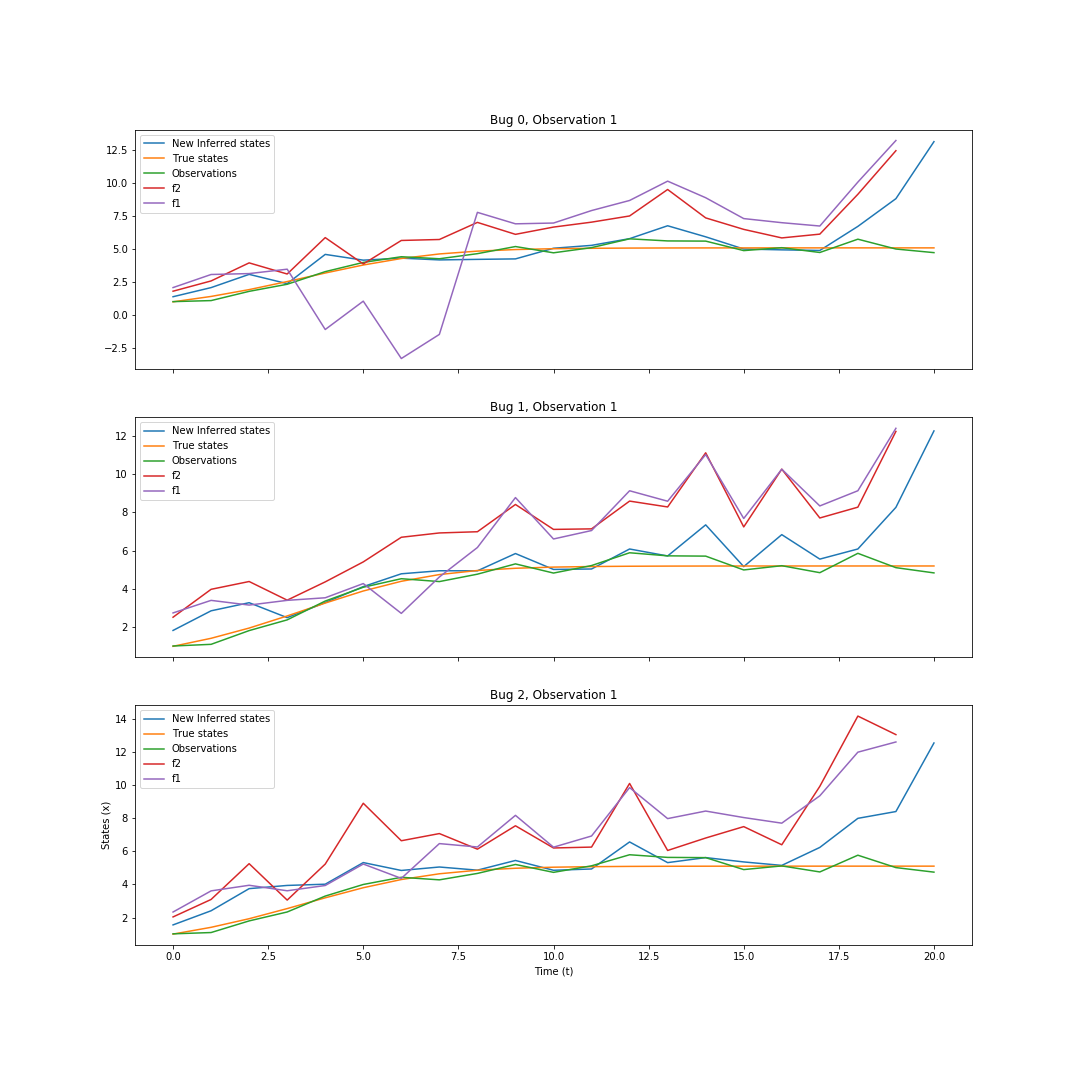 Bug 0, Observation 1
New Inferred states
True states
Observations
f2
f1
12.5
10.0
7.5
5.0
2.5
0.0
−2.5
Bug 1, Observation 1
New Inferred states
True states
Observations
f2
f1
12
10
8
6
4
2
Bug 2, Observation 1
New Inferred states
True states
Observations
f2
f1
14
12
10
8
6
4
2
States (x)
0.0 2.5 5.0 7.5 10.0 12.5 15.0 17.5 20.0
Time (t)